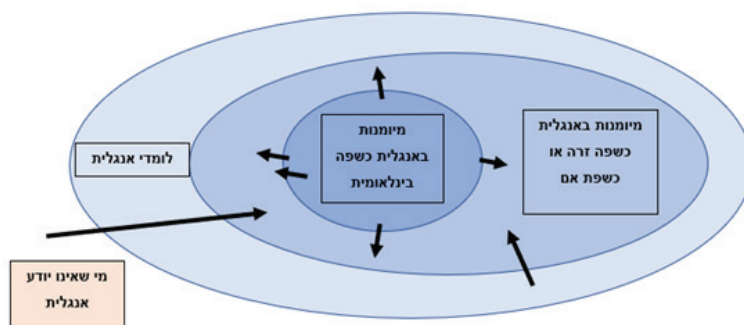 מיומנות באנגלית
כשפה זרה או
כשפת אם
מיומנות
באנגלית כשפה
בינלאומית
לומדי אנגלית
מי שאינו יודע
אנגלית